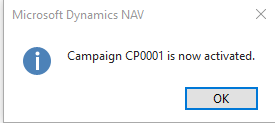 Microsoft Dynamics NAV
Campaign CP0001 is now activated.
OK